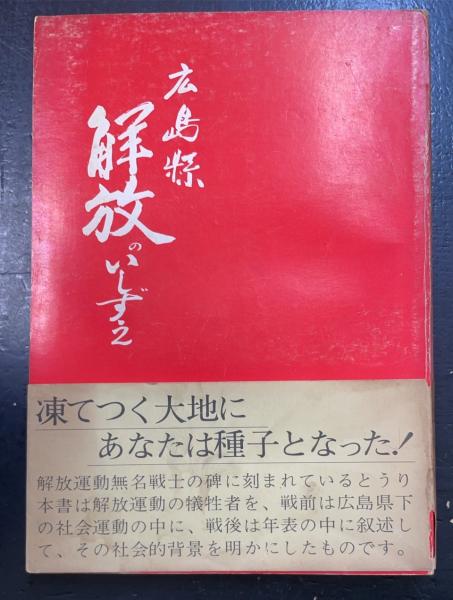 広島縣
解放のいしずえ
凍てつく大地に
あなたは種子となった!
解放運動無名戦士の碑に刻まれているとうり
本書は解放運動の犠牲者を、戦前は広島県下
の社会運動の中に、戦後は年表の中に叙述し
て、その社会的背景を明かにしたものです。